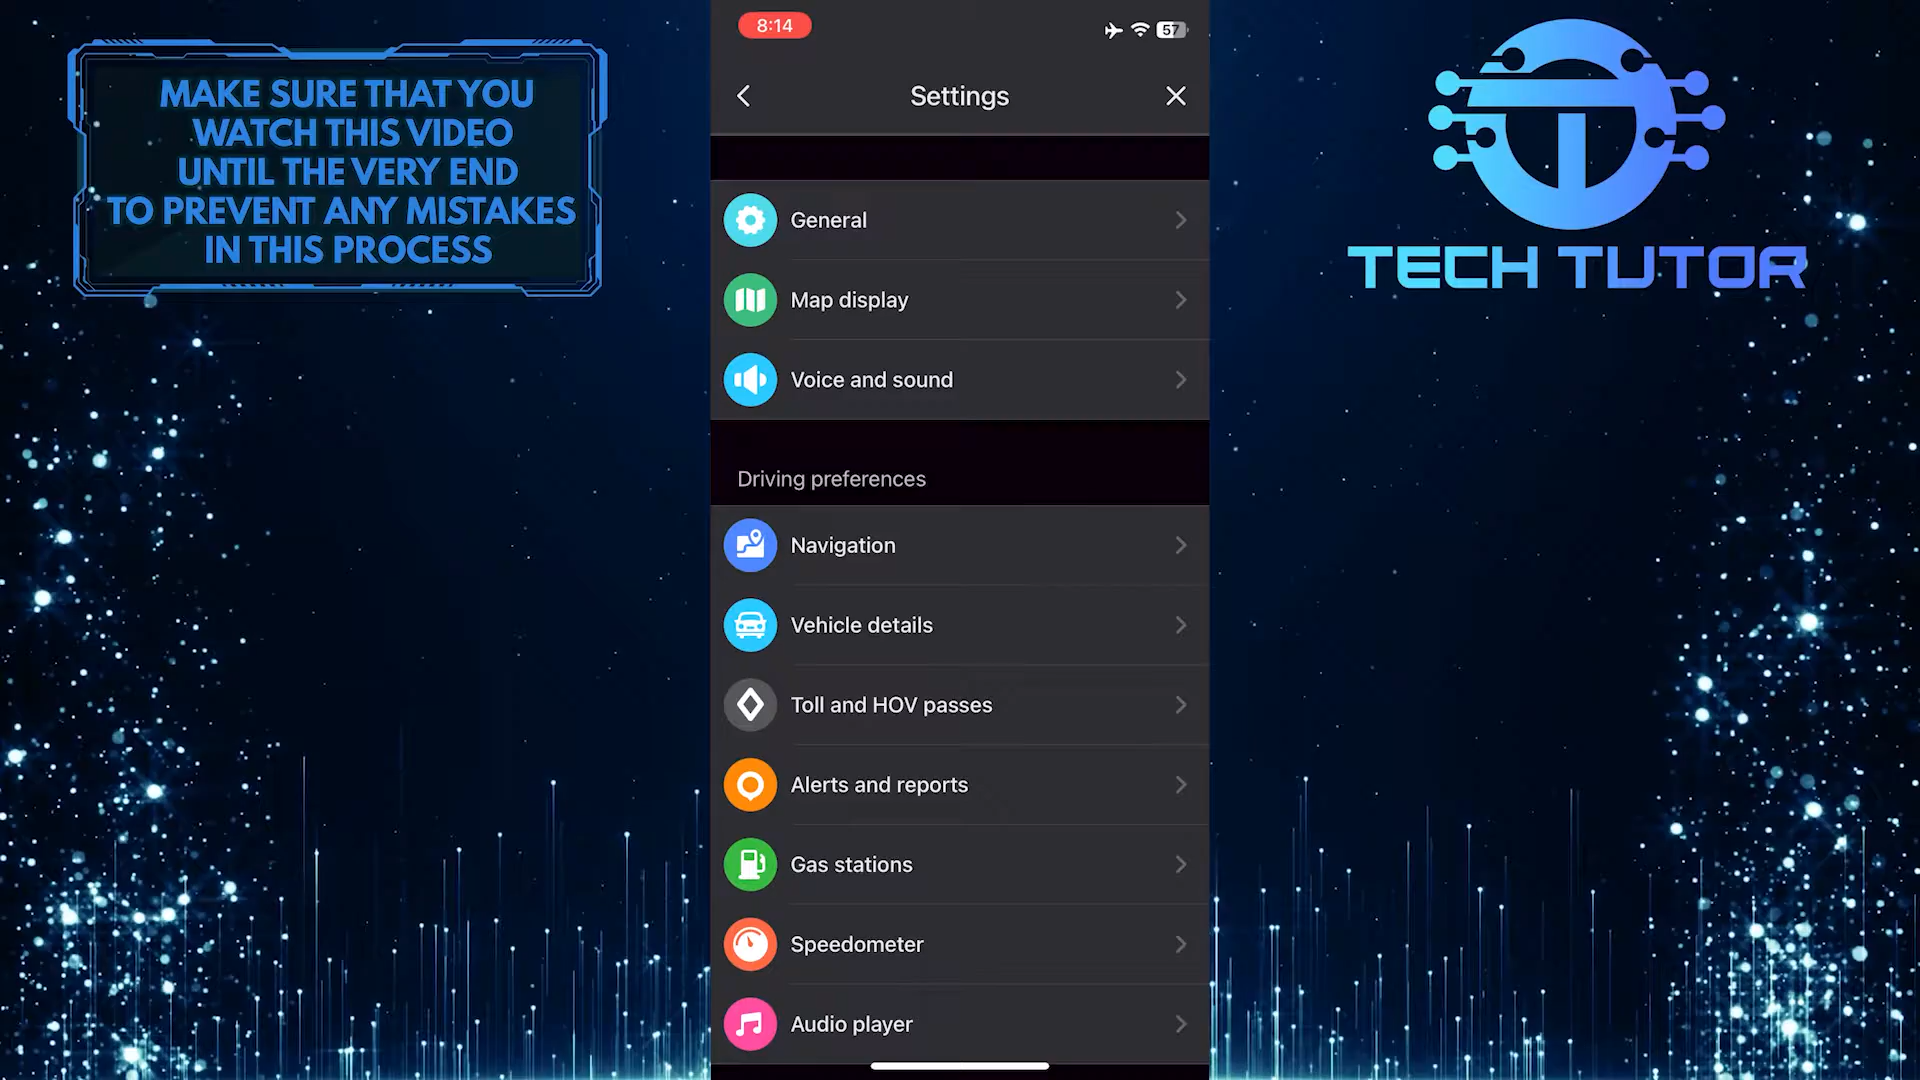 MAKE SURE THAT YOU
WATCH THIS VIDEO
UNTIL THE VERY END
TO PREVENT ANY MISTAKES
IN THIS PROCESS
8:14
57
Settings
General
Map display
Voice and sound
Driving preferences
Navigation
Vehicle details
Toll and HOV passes
Alerts and reports
Gas stations
Speedometer
Audio player
TECH TUTOR